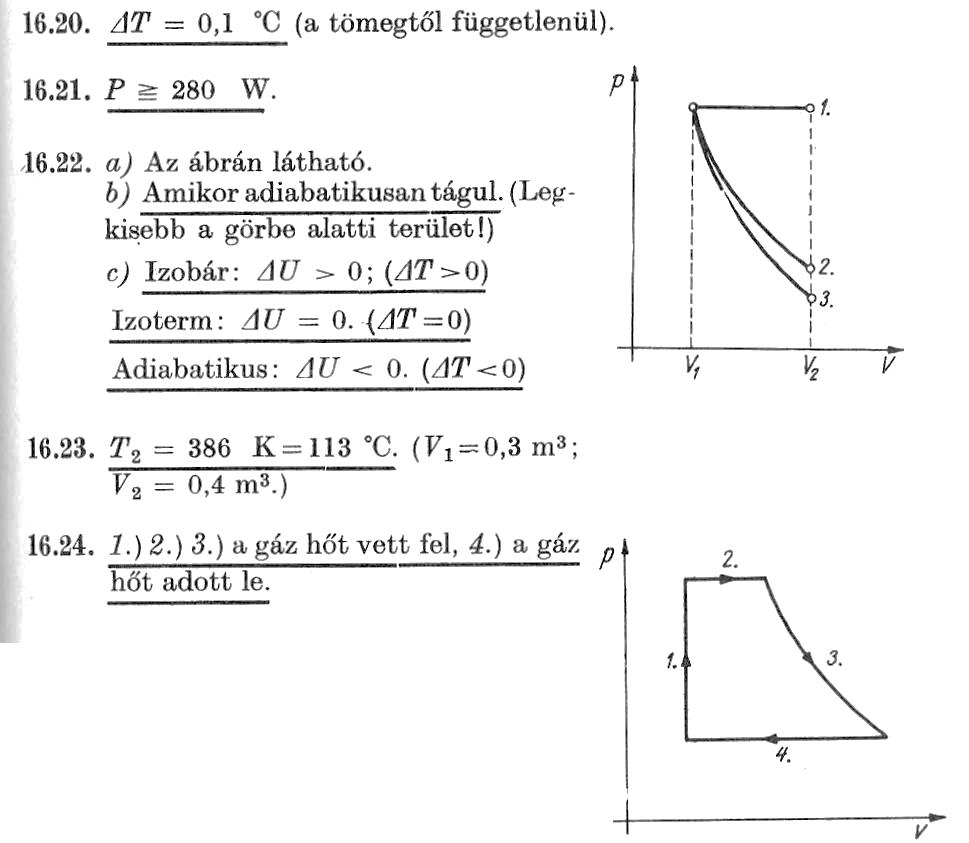 16.20. ΔT = 0,1 °C (a tömegtől függetlenül).
16.21. P ≧ 280 W.
16.22. a) Az ábrán látható.
b) Amikor adiabatikusan tágul. (Leg-
kisebb a görbe alatti terület!)
c) Izobár: ΔU > 0; (ΔT > 0)
Izoterm: ΔU = 0. (ΔT = 0)
Adiabatikus: ΔU < 0. (ΔT < 0)
p
1.
2.
3.
V₁
V₂
V
16.23. T₂ = 386 K = 113 °C. (V₁ = 0,3 m³;
V₂ = 0,4 m³.)
16.24. 1.) 2.) 3.) a gáz hőt vett fel, 4.) a gáz
hőt adott le.
p
2.
1.
3.
4.
V